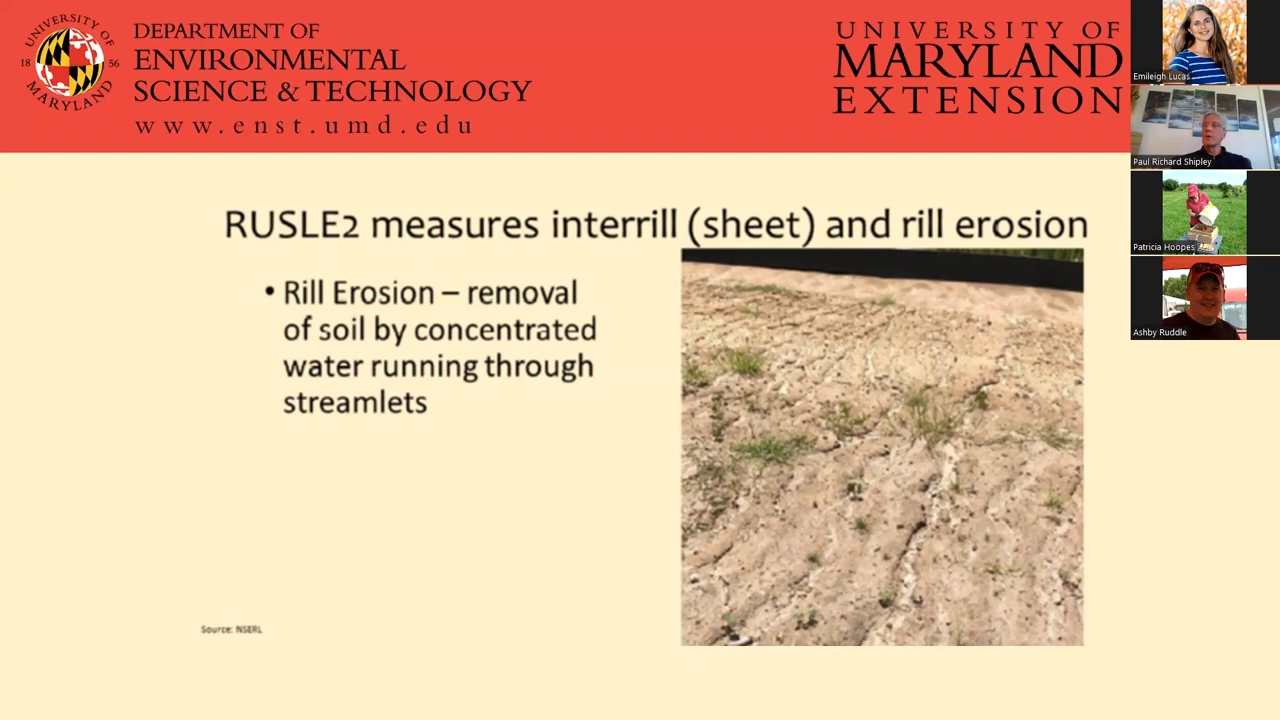 UNIVERSITY OF
18 56
MARYLAND
DEPARTMENT OF
ENVIRONMENTAL
SCIENCE & TECHNOLOGY
www.enst.umd.edu
UNIVERSITY OF
MARYLAND
EXTENSION
Emileigh Lucas
Paul Richard Shipley
Patricia Hoopes
Ashby Ruddle
RUSLE2 measures interrill (sheet) and rill erosion
• Rill Erosion – removal
of soil by concentrated
water running through
streamlets
Source: NSERL